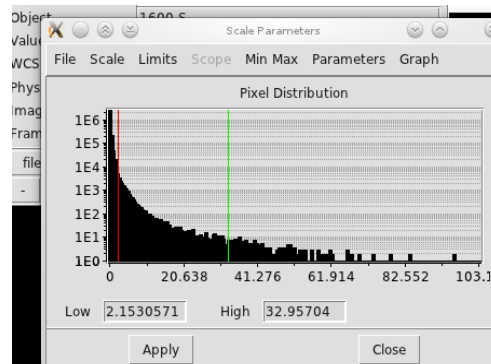 Object
1600 S
Scale Parameters
Value
WCS
File Scale Limits Scope Min Max Parameters Graph
Phys
Imag
Pixel Distribution
Fram
file
-
1E6
1E5
1E4
1E3
1E2
1E1
1E0
0 20.638 41.276 61.914 82.552 103.1
Low 2.1530571 High 32.95704
Apply Close